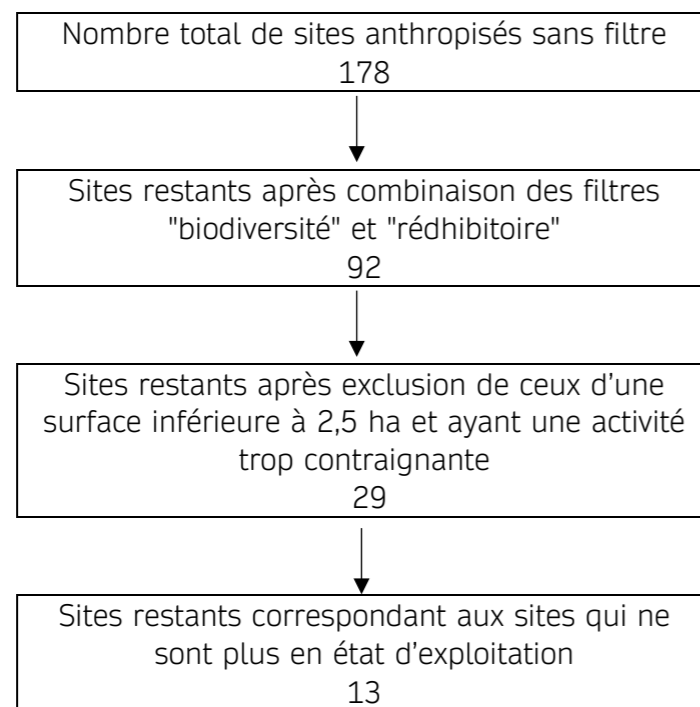 Nombre total de sites anthropisés sans filtre
178
Sites restants après combinaison des filtres
"biodiversité" et "rédhibitoire"
92
Sites restants après exclusion de ceux d’une
surface inférieure à 2,5 ha et ayant une activité
trop contraignante
29
Sites restants correspondant aux sites qui ne
sont plus en état d’exploitation
13